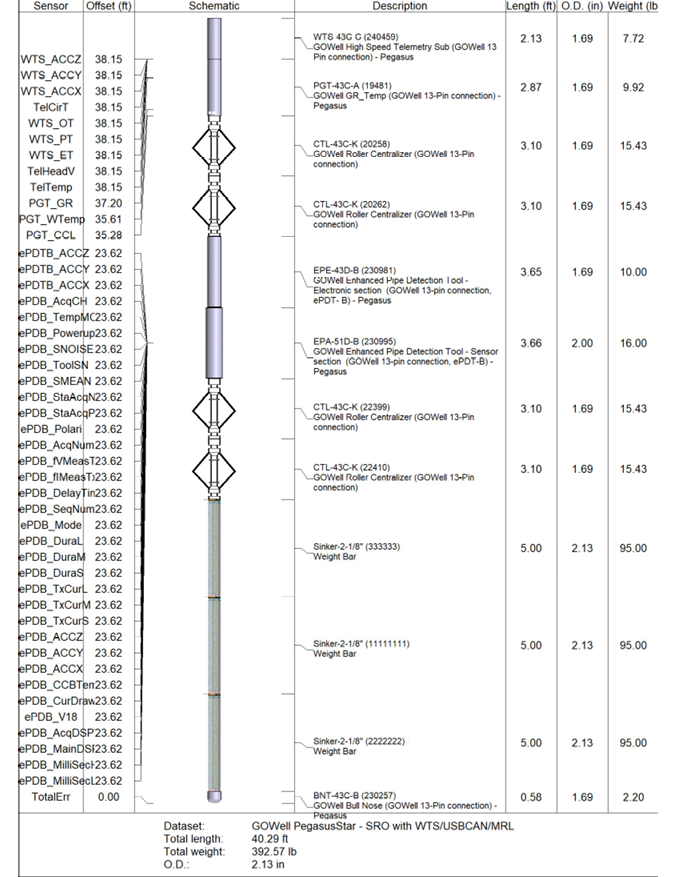 Sensor Offset (ft) Schematic Description Length (ft) O.D. (in) Weight (lb
WTS-43C-C (240459) 2.13 1.69 7.72
GOWell High Speed Telemetry Sub (GOWell 13
Pin connection) - Pegasus
WTS_ACCZ 38.15
WTS_ACCY 38.15
WTS_ACCX 38.15
TelCirT 38.15
WTS_OT 38.15
WTS_PT 38.15
WTS_ET 38.15
TelHeadV 38.15
TelTemp 38.15
PGT_GR 37.20
PGT_WTemp 35.61
PGT_CCL 35.28
PGT-43C-A (19481) 2.87 1.69 9.92
GOWell GR_Temp (GOWell 13-Pin connection) -
Pegasus
CTL-43C-K (20258) 3.10 1.69 15.43
GOWell Roller Centralizer (GOWell 13-Pin
connection)
CTL-43C-K (20262) 3.10 1.69 15.43
GOWell Roller Centralizer (GOWell 13-Pin
connection)
ePDTB_ACCZ 23.62
ePDTB_ACCY 23.62
ePDTB_ACCX 23.62
ePDB_AcqCH 23.62
ePDB_TempMC 23.62
ePDB_Powerup 23.62
ePDB_SNOISE 23.62
ePDB_ToolSN 23.62
ePDB_SMEAN 23.62
ePDB_StaAcqN 23.62
ePDB_StaAcqP 23.62
ePDB_Polari 23.62
ePDB_AcqNum 23.62
ePDB_fVMeasT 23.62
ePDB_fIMeasT 23.62
ePDB_DelayTin 23.62
ePDB_SeqNum 23.62
ePDB_Mode 23.62
ePDB_DuraL 23.62
ePDB_DuraM 23.62
ePDB_DuraS 23.62
ePDB_TxCurL 23.62
ePDB_TxCurM 23.62
ePDB_TxCurS 23.62
ePDB_ACCZ 23.62
ePDB_ACCY 23.62
ePDB_ACCX 23.62
ePDB_CCBTen 23.62
ePDB_CurDraw 23.62
ePDB_V18 23.62
ePDB_AcqDSP 23.62
ePDB_MainDSI 23.62
ePDB_MilliSecH 23.62
ePDB_MilliSecL 23.62
TotalErr 0.00
EPE-43D-B (230981) 3.65 1.69 10.00
GOWell Enhanced Pipe Detection Tool -
Electronic section (GOWell 13-pin connection,
ePDT- B) - Pegasus
EPA-51D-B (230995) 3.66 2.00 16.00
GOWell Enhanced Pipe Detection Tool - Sensor
section (GOWell 13-pin connection, ePDT-B) -
Pegasus
CTL-43C-K (22399) 3.10 1.69 15.43
GOWell Roller Centralizer (GOWell 13-Pin
connection)
CTL-43C-K (22410) 3.10 1.69 15.43
GOWell Roller Centralizer (GOWell 13-Pin
connection)
Sinker-2-1/8" (333333) 5.00 2.13 95.00
Weight Bar
Sinker-2-1/8" (11111111) 5.00 2.13 95.00
Weight Bar
Sinker-2-1/8" (2222222) 5.00 2.13 95.00
Weight Bar
BNT-43C-B (230257) 0.58 1.69 2.20
GOWell Bull Nose (GOWell 13-Pin connection) -
Pegasus
Dataset: GOWell PegasusStar - SRO with WTS/USBCAN/MRL
Total length: 40.29 ft
Total weight: 392.57 lb
O.D.: 2.13 in